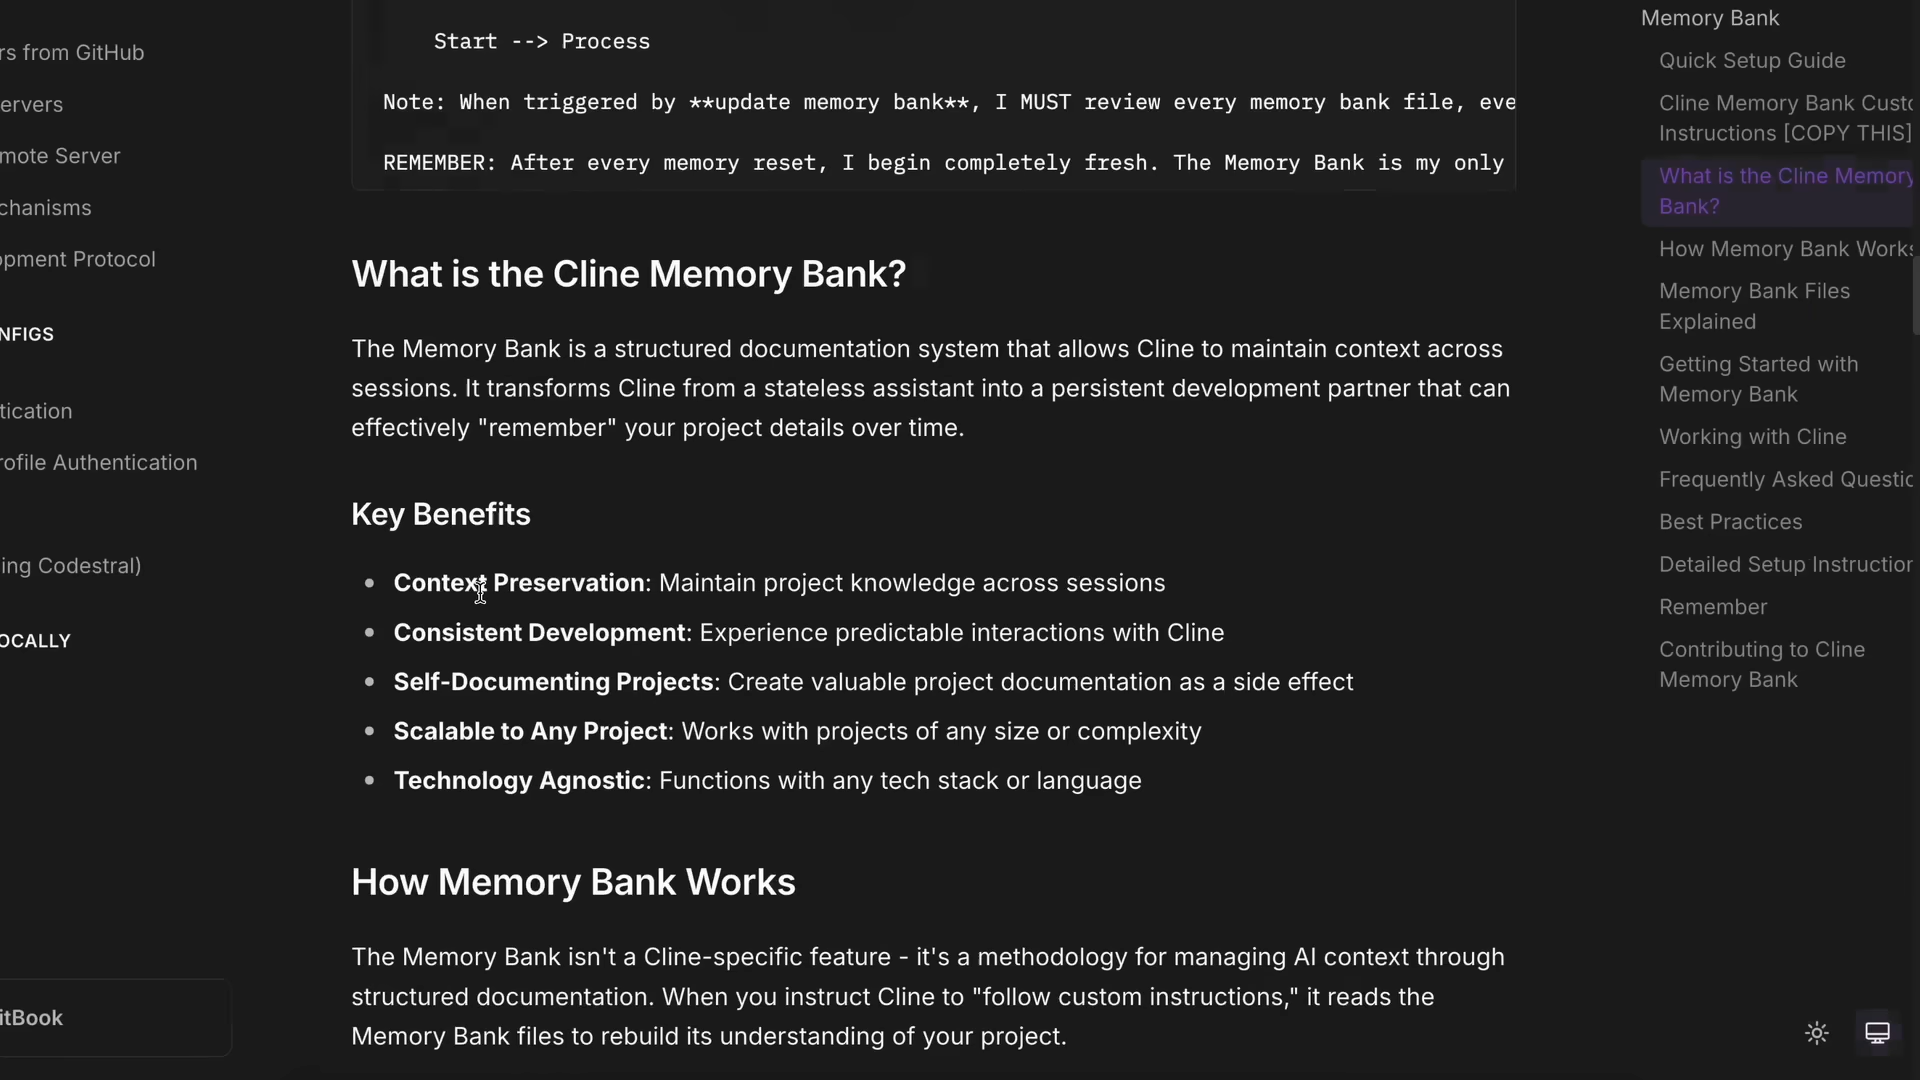 rs from GitHub
ervers
mote Server
chanisms
opment Protocol
NFIGS
tication
rofile Authentication
ing Codestral)
OCALLY
itBook
Start --> Process
Note: When triggered by **update memory bank**, I MUST review every memory bank file, eve
REMEMBER: After every memory reset, I begin completely fresh. The Memory Bank is my only
What is the Cline Memory Bank?
The Memory Bank is a structured documentation system that allows Cline to maintain context across
sessions. It transforms Cline from a stateless assistant into a persistent development partner that can
effectively "remember" your project details over time.
Key Benefits
• Context Preservation: Maintain project knowledge across sessions
• Consistent Development: Experience predictable interactions with Cline
• Self-Documenting Projects: Create valuable project documentation as a side effect
• Scalable to Any Project: Works with projects of any size or complexity
• Technology Agnostic: Functions with any tech stack or language
How Memory Bank Works
The Memory Bank isn't a Cline-specific feature - it's a methodology for managing AI context through
structured documentation. When you instruct Cline to "follow custom instructions," it reads the
Memory Bank files to rebuild its understanding of your project.
Memory Bank
Quick Setup Guide
Cline Memory Bank Custo
Instructions [COPY THIS]
What is the Cline Memory
Bank?
How Memory Bank Works
Memory Bank Files
Explained
Getting Started with
Memory Bank
Working with Cline
Frequently Asked Questio
Best Practices
Detailed Setup Instruction
Remember
Contributing to Cline
Memory Bank